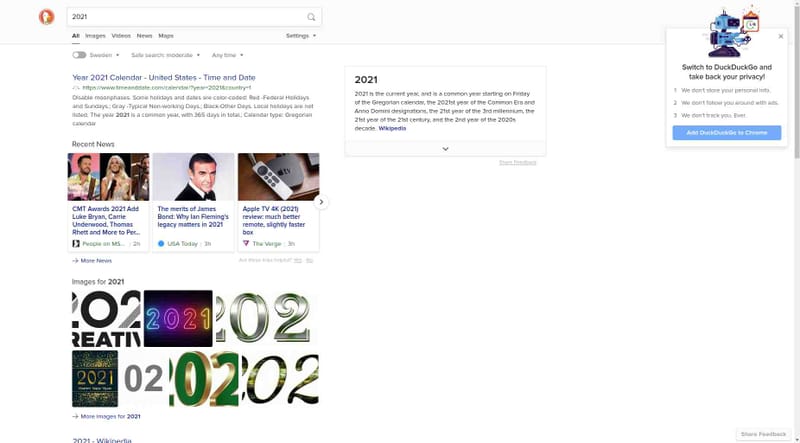 2021
All Images Videos News Maps Settings
Sweden Safe search: moderate Any time
Year 2021 Calendar - United States - Time and Date
https://www.timeanddate.com/calendar/?year=2021&country=1
Disable moonphases. Some holidays and dates are color-coded: Red -Federal Holidays
and Sundays.; Gray -Typical Non-working Days.; Black-Other Days. Local holidays are not
listed. The year 2021 is a common year, with 365 days in total.; Calendar type: Gregorian
calendar
Recent News
CMT Awards 2021 Add
Luke Bryan, Carrie
Underwood, Thomas
Rhett and More to Per...
People on MS... 2h
The merits of James
Bond: Why Ian Fleming's
legacy matters in 2021
USA Today 3h
tv
Apple TV 4K (2021)
review: much better
remote, slightly faster
box
The Verge 3h
More News
Are these links helpful? Yes No
Images for 2021
202
REATIV
2021
202
2021
02
202
202
More Images for 2021
2021 - Wikipedia
2021
2021 is the current year, and is a common year starting on Friday
of the Gregorian calendar, the 2021st year of the Common Era and
Anno Domini designations, the 21st year of the 3rd millennium, the
21st year of the 21st century, and the 2nd year of the 2020s
decade. Wikipedia
Share Feedback
Switch to DuckDuckGo and
take back your privacy!
1 We don't store your personal info.
2 We don't follow you around with ads.
3 We don't track you. Ever.
Add DuckDuckGo to Chrome
Share Feedback